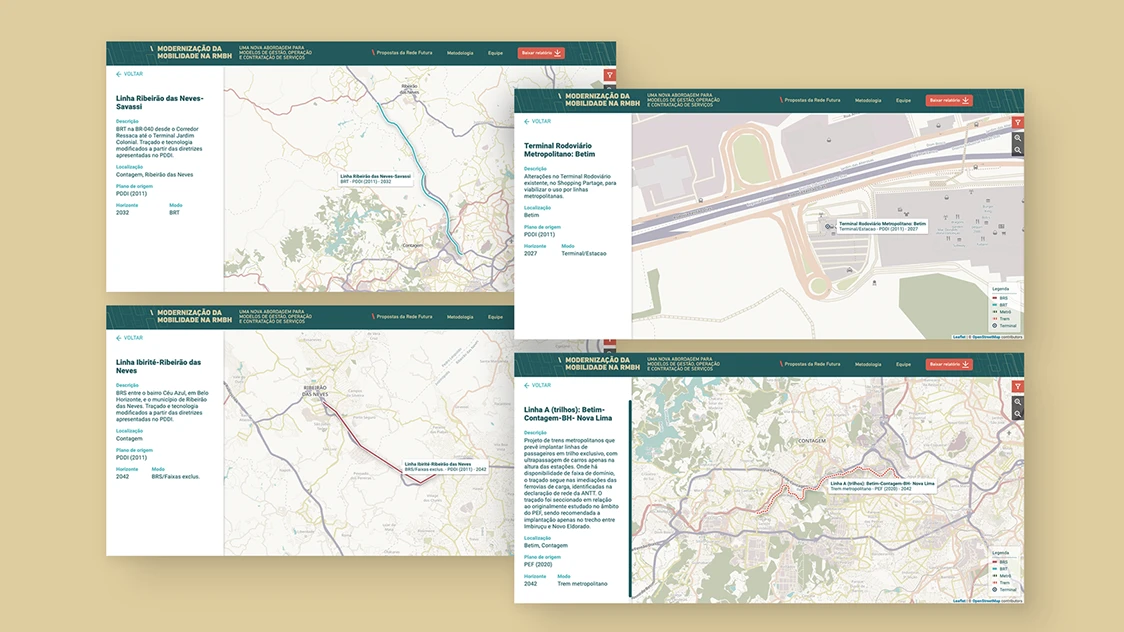 \ MODERNIZAÇÃO DA
MOBILIDADE NA RMBH
UMA NOVA ABORDAGEM PARA
MODELOS DE GESTÃO, OPERAÇÃO
E CONTRATAÇÃO DE SERVIÇOS
\ Propostas da Rede Futura
Metodologia
Equipe
Baixar relatório
← VOLTAR
Linha Ribeirão das Neves-
Savassi
Descrição
BRT na BR-040 desde o Corredor
Ressaca até o Terminal Jardim
Colonial. Traçado e tecnologia
modificados a partir das diretrizes
apresentadas no PDDI.
Localização
Contagem, Ribeirão das Neves
Plano de origem
PDDI (2011)
Horizonte Modo
2032 BRT
Ribeirão
das Neves
Linha Ribeirão das Neves-Savassi
BRT - PDDI (2011) - 2032
Contagem
\ MODERNIZAÇÃO DA
MOBILIDADE NA RMBH
UMA NOVA ABORDAGEM PARA
MODELOS DE GESTÃO, OPERAÇÃO
E CONTRATAÇÃO DE SERVIÇOS
\ Propostas da Rede Futura
Metodologia
Equipe
Baixar relatório
← VOLTAR
Terminal Rodoviário
Metropolitano: Betim
Descrição
Alterações no Terminal Rodoviário
existente, no Shopping Partage, para
viabilizar o uso por linhas
metropolitanas.
Localização
Betim
Plano de origem
PDDI (2011)
Horizonte Modo
2027 Terminal/Estacao
Terminal Rodoviário Metropolitano: Betim
Terminal/Estacao - PDDI (2011) - 2027
Legenda
BRS
BRT
Metrô
Trem
Terminal
Leaflet | © OpenStreetMap contributors
\ MODERNIZAÇÃO DA
MOBILIDADE NA RMBH
UMA NOVA ABORDAGEM PARA
MODELOS DE GESTÃO, OPERAÇÃO
E CONTRATAÇÃO DE SERVIÇOS
\ Propostas da Rede Futura
Metodologia
Equipe
← VOLTAR
Linha Ibirité-Ribeirão das
Neves
Descrição
BRS entre o bairro Céu Azul, em Belo
Horizonte, e o município de Ribeirão
das Neves. Traçado e tecnologia
modificados a partir das diretrizes
apresentadas no PDDI.
Localização
Contagem
Plano de origem
PDDI (2011)
Horizonte Modo
2042 BRS/Faixas exclus.
RIBEIRÃO
DAS NEVES
Linha Ibirité-Ribeirão das Neves
BRS/Faixas exclus. - PDDI (2011) - 2042
\ MODERNIZAÇÃO DA
MOBILIDADE NA RMBH
UMA NOVA ABORDAGEM PARA
MODELOS DE GESTÃO, OPERAÇÃO
E CONTRATAÇÃO DE SERVIÇOS
\ Propostas da Rede Futura
Metodologia
Equipe
Baixar relatório
← VOLTAR
Linha A (trilhos): Betim-
Contagem-BH- Nova Lima
Descrição
Projeto de trens metropolitanos que
prevê implantar linhas de
passageiros em trilho exclusivo, com
ultrapassagem de carros apenas na
altura das estações. Onde há
disponibilidade de faixa de domínio,
o traçado segue nas imediações das
ferrovias de carga, identificadas na
declaração de rede da ANTT. O
traçado foi seccionado em relação
ao originalmente estudado no âmbito
do PEF, sendo recomendada a
implantação apenas no trecho entre
Imbiruçu e Novo Eldorado.
Localização
Betim, Contagem
Plano de origem
PEF (2020)
Horizonte Modo
2042 Trem metropolitano
CONTAGEM
Linha A (trilhos): Betim-Contagem-BH- Nova Lima
Trem metropolitano - PEF (2020) - 2042
Legenda
BRS
BRT
Metrô
Trem
Terminal
Leaflet | © OpenStreetMap contributors